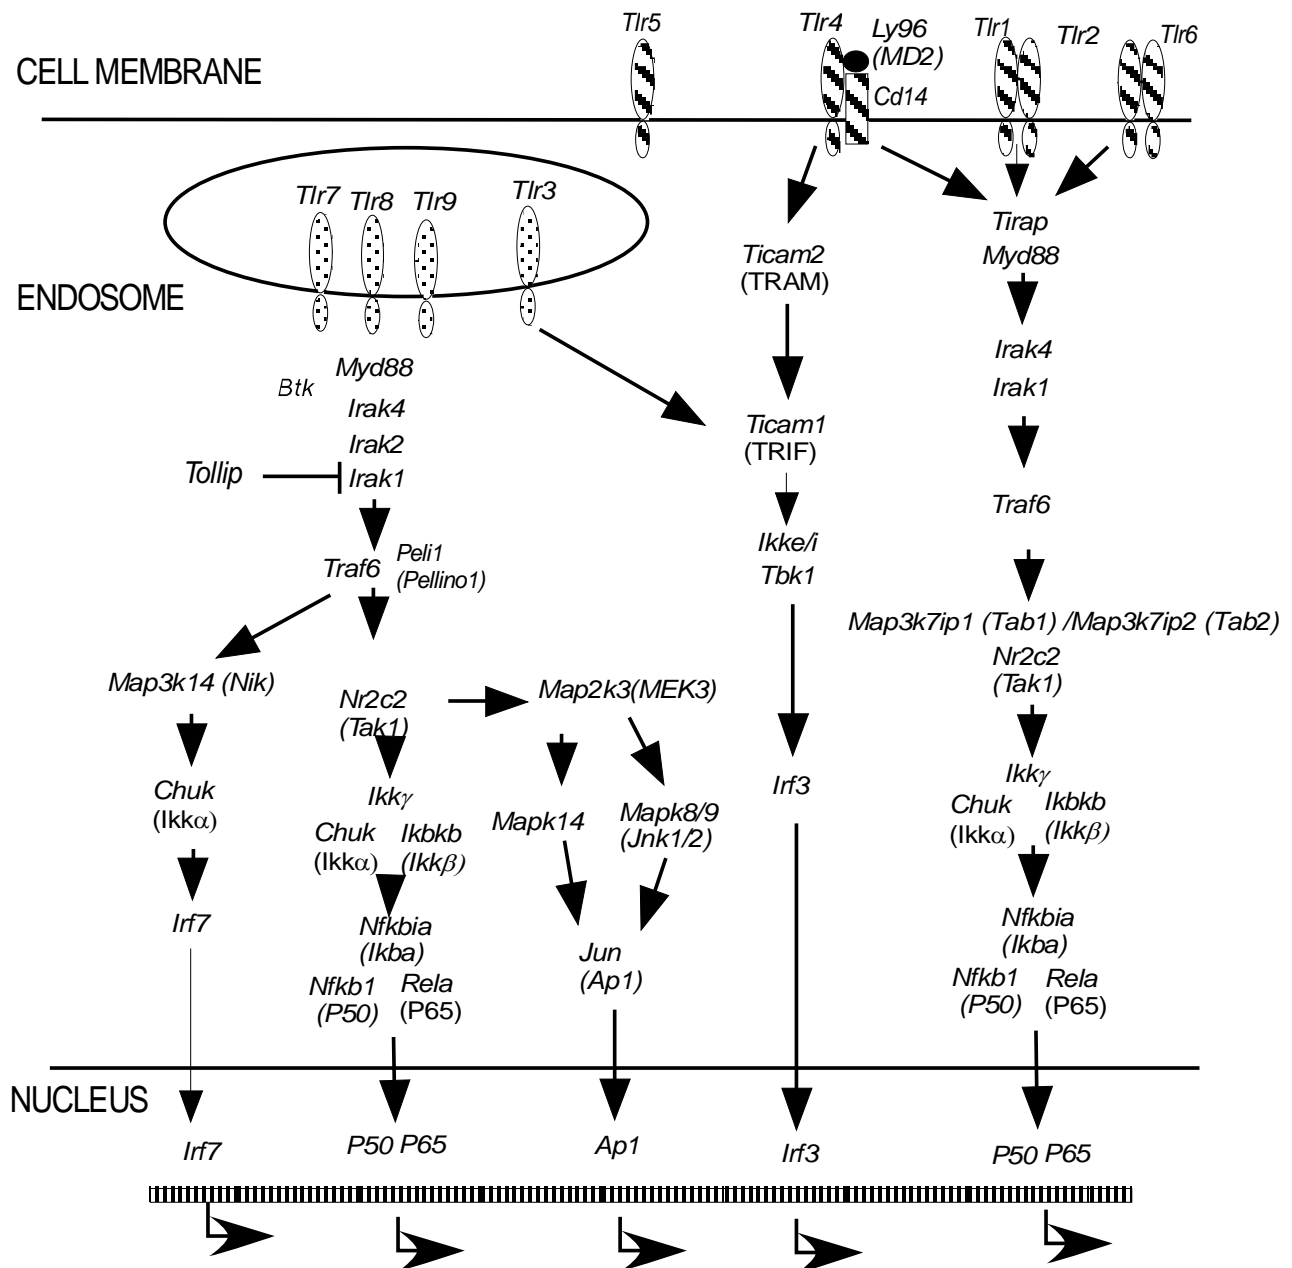 Tlr5
Tlr4
Ly96
(MD2)
Tlr1
Tlr2
Tlr6
CELL MEMBRANE
Cd14
Tlr7
Tlr8
Tlr9
Tlr3
Tirap
Myd88
Ticam2
(TRAM)
ENDOSOME
Myd88
Btk
Irak4
Irak2
Tollip
Irak1
Irak4
Irak1
Ticam1
(TRIF)
Traf6
Peli1
(Pellino1)
Traf6
Ikke/i
Tbk1
Map3k7ip1 (Tab1) /Map3k7ip2 (Tab2)
Nr2c2
(Tak1)
Map3k14 (Nik)
Nr2c2
(Tak1)
Map2k3(MEK3)
Chuk
(Ikkα)
Ikkγ
Chuk
(Ikkα)
Ikbkb
(Ikkβ)
Mapk14
Mapk8/9
(Jnk1/2)
Irf3
Ikkγ
Chuk
(Ikkα)
Ikbkb
(Ikkβ)
Irf7
Nfkbia
(Ikba)
Nfkb1
(P50)
Rela
(P65)
Jun
(Ap1)
Nfkbia
(Ikba)
Nfkb1
(P50)
Rela
(P65)
NUCLEUS
Irf7
P50 P65
Ap1
Irf3
P50 P65